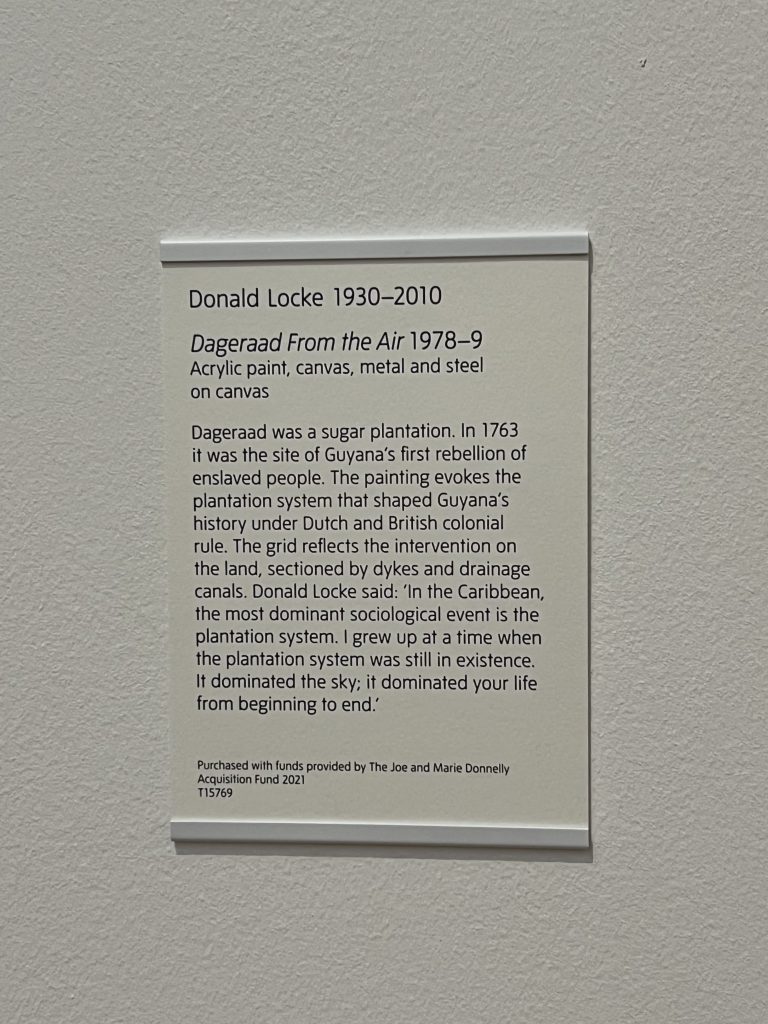 Donald Locke 1930–2010
Dageraad From the Air 1978–9
Acrylic paint, canvas, metal and steel
on canvas
Dageraad was a sugar plantation. In 1763
it was the site of Guyana's first rebellion of
enslaved people. The painting evokes the
plantation system that shaped Guyana's
history under Dutch and British colonial
rule. The grid reflects the intervention on
the land, sectioned by dykes and drainage
canals. Donald Locke said: 'In the Caribbean,
the most dominant sociological event is the
plantation system. I grew up at a time when
the plantation system was still in existence.
It dominated the sky; it dominated your life
from beginning to end.'
Purchased with funds provided by The Joe and Marie Donnelly
Acquisition Fund 2021
T15769